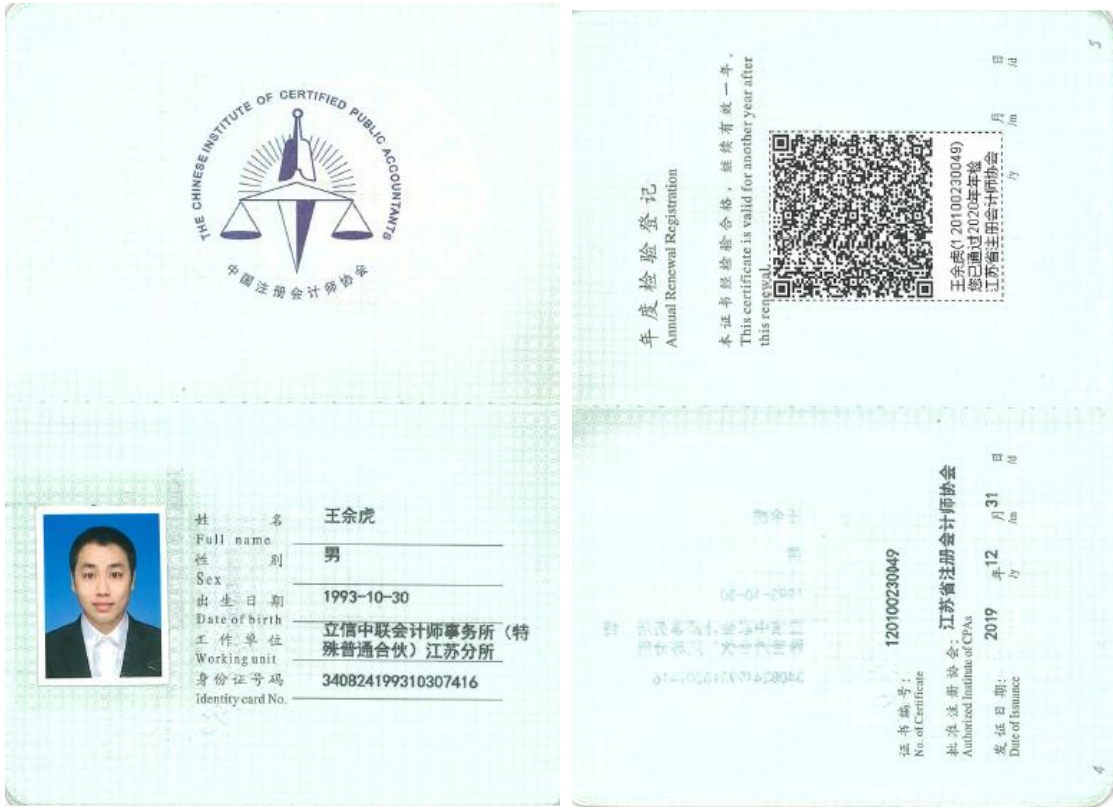 THE CHINESE INSTITUTE OF CERTIFIED PUBLIC ACCOUNTANTS
中国注册会计师协会
姓 名 王余虎
Full name
性 别 男
Sex
出生日期 1993-10-30
Date of birth
工作单位 立信中联会计师事务所（特
殊普通合伙）江苏分所
Working unit
身份证号码 340824199310307416
Identity card No.
年度检验登记
Annual Renewal Registration
本证书经检验合格，继续有效一年。
This certificate is valid for another year after
this renewal.
王余虎(120100230049)
您已通过2020年年检
江苏省注册会计师协会
月 日
/y /m /d
5
证书编号： 120100230049
No. of Certificate
批准注册协会： 江苏省注册会计师协会
Authorized Institute of CPAs
发证日期： 2019 年12 月31 日
Date of Issuance /y /m /d
4